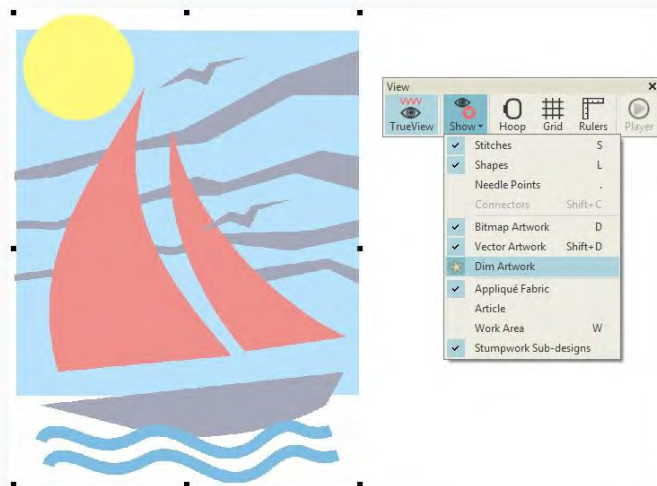 View x
TrueView Show Hoop Grid Rulers Player
Stitches S
Shapes L
Needle Points .
Connectors Shift+C
Bitmap Artwork D
Vector Artwork Shift+D
Dim Artwork
Appliqué Fabric
Article
Work Area W
Stumpwork Sub-designs